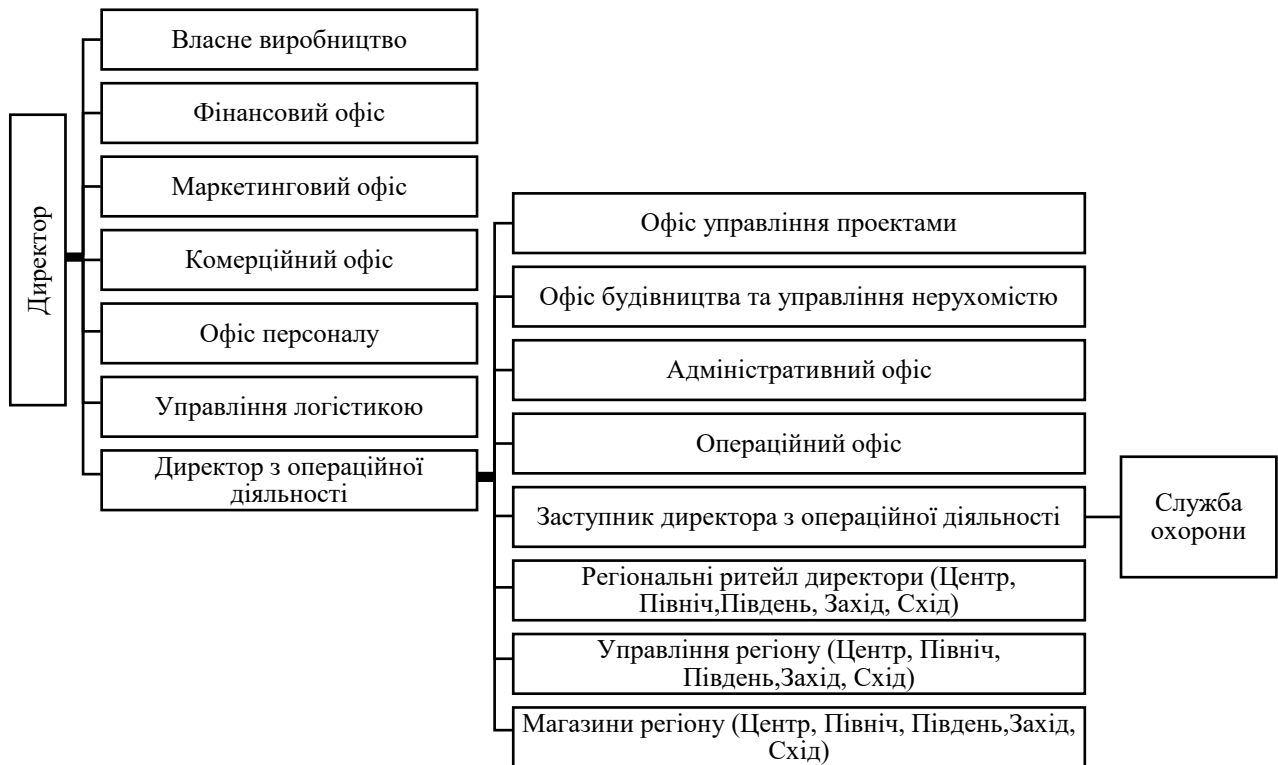 Директор
Власне виробництво
Фінансовий офіс
Маркетинговий офіс
Комерційний офіс
Офіс персоналу
Управління логістикою
Директор з операційної
діяльності
Офіс управління проектами
Офіс будівництва та управління нерухомістю
Адміністративний офіс
Операційний офіс
Заступник директора з операційної діяльності
Служба
охорони
Регіональні ритейл директори (Центр,
Північ,Південь, Захід, Схід)
Управління регіону (Центр, Північ,
Південь,Захід, Схід)
Магазини регіону (Центр, Північ, Південь,Захід,
Схід)